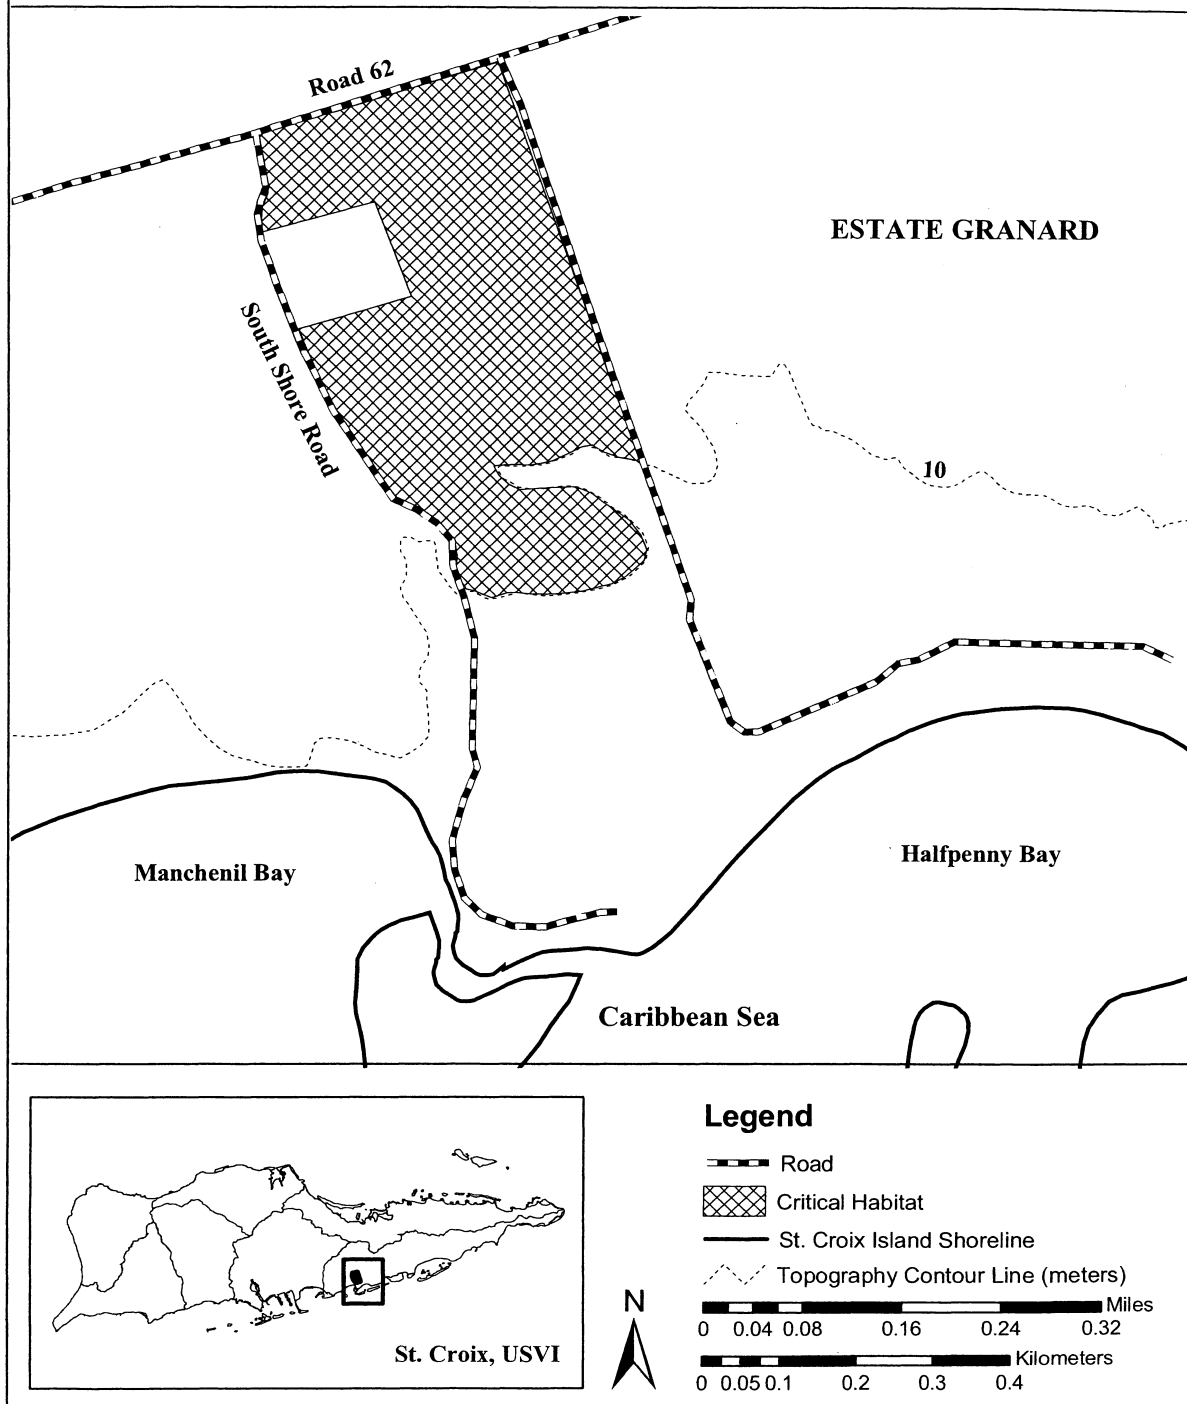 Road 62
ESTATE GRANARD
South Shore Road
10
Manchenil Bay
Halfpenny Bay
Caribbean Sea
St. Croix, USVI
Legend
Road
Critical Habitat
St. Croix Island Shoreline
Topography Contour Line (meters)
N
Miles
0 0.04 0.08 0.16 0.24 0.32
Kilometers
0 0.05 0.1 0.2 0.3 0.4